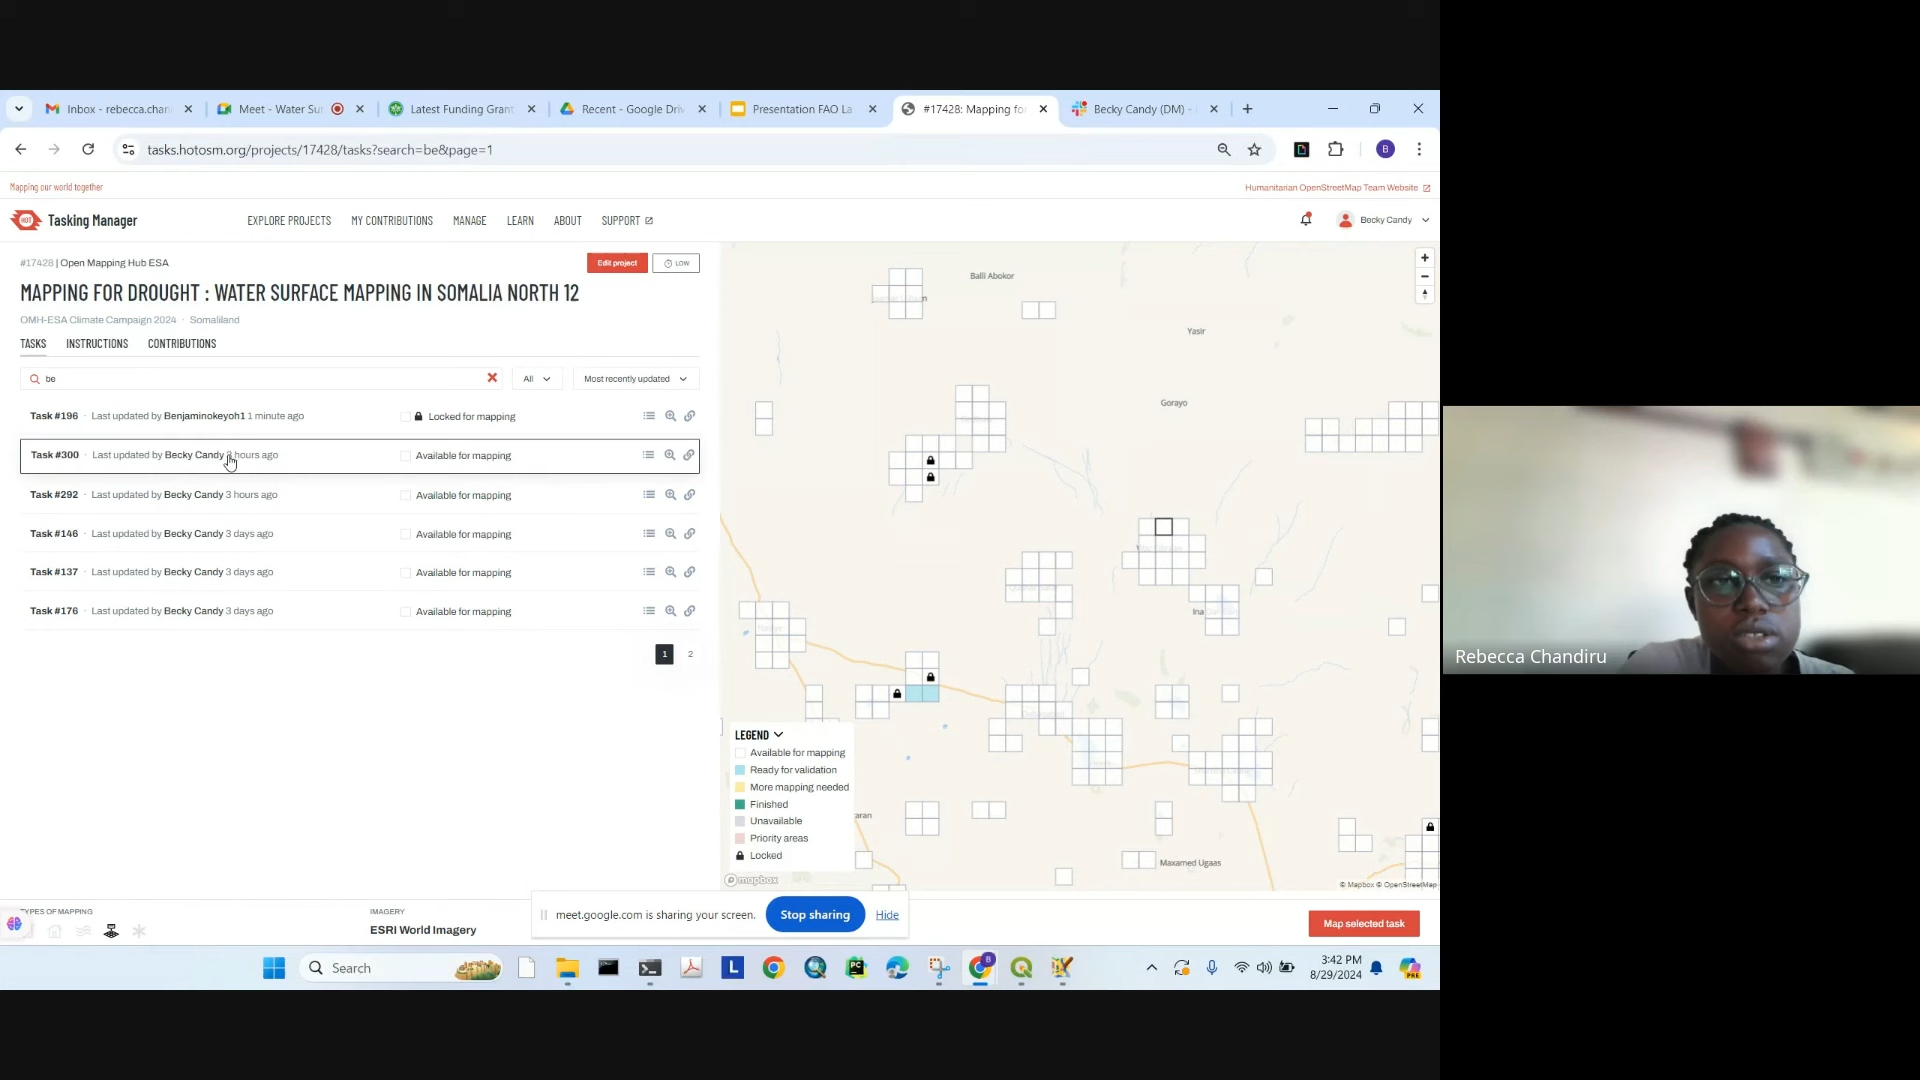 Inbox - rebecca.chan
Meet - Water Su
Latest Funding Grant
Recent - Google Driv
Presentation FAO La
#17428: Mapping fo
Becky Candy (DM) -
tasks.hotosm.org/projects/17428/tasks?search=be&page=1
B
Mapping our world together
Humanitarian OpenStreetMap Team Website
HOT
Tasking Manager
EXPLORE PROJECTS
MY CONTRIBUTIONS
MANAGE
LEARN
ABOUT
SUPPORT
Becky Candy
#17428 | Open Mapping Hub ESA
Edit project
LOW
MAPPING FOR DROUGHT : WATER SURFACE MAPPING IN SOMALIA NORTH 12
OMH-ESA Climate Campaign 2024 · Somaliland
TASKS
INSTRUCTIONS
CONTRIBUTIONS
be
All
Most recently updated
Task #196 · Last updated by Benjaminokeyoh1 1 minute ago
Locked for mapping
Task #300 · Last updated by Becky Candy hours ago
Available for mapping
Task #292 · Last updated by Becky Candy 3 hours ago
Available for mapping
Task #146 · Last updated by Becky Candy 3 days ago
Available for mapping
Task #137 · Last updated by Becky Candy 3 days ago
Available for mapping
Task #176 · Last updated by Becky Candy 3 days ago
Available for mapping
1
2
Balli Abokor
Yasir
Gorayo
Ina
aran
Maxamed Ugaas
LEGEND
Available for mapping
Ready for validation
More mapping needed
Finished
Unavailable
Priority areas
Locked
mapbox
© Mapbox © OpenStreetMap
TYPES OF MAPPING
IMAGERY
ESRI World Imagery
meet.google.com is sharing your screen.
Stop sharing
Hide
Map selected task
Search
L
PC
B
3:42 PM
8/29/2024
PRE
Rebecca Chandiru